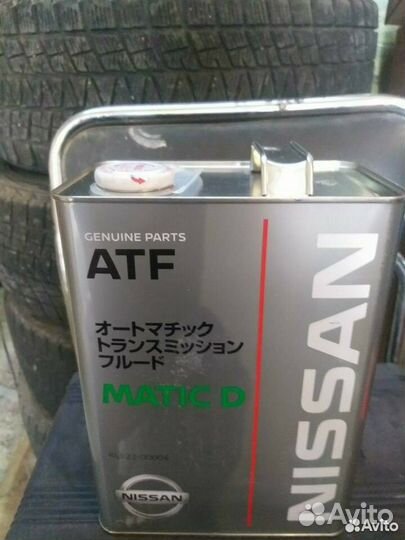 GENUINE PARTS
ATF
オートマチック
トランスミッション
フルード
MATIC D
NISSAN
NISSAN
Avito
Avito